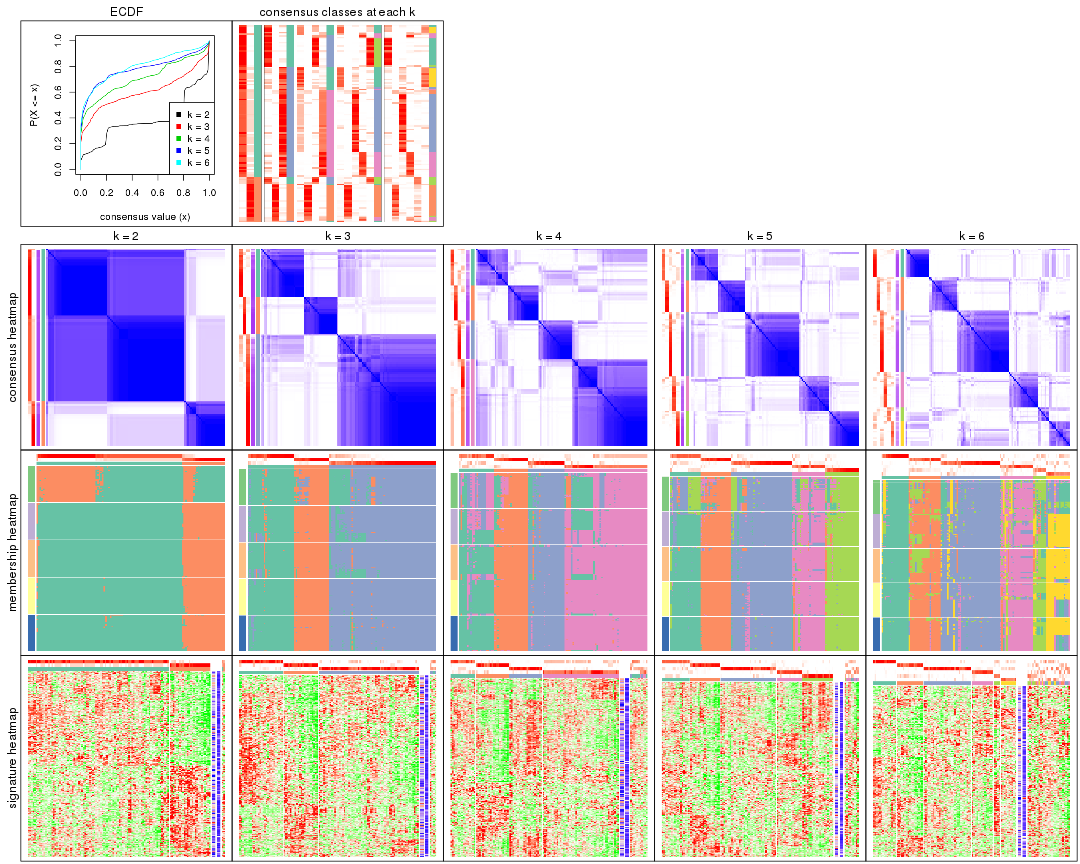 ECDF
consensus classes at each k
P(X <= x)
0.0
0.2
0.4
0.6
0.8
1.0
k = 2
k = 3
k = 4
k = 5
k = 6
0.0 0.2 0.4 0.6 0.8 1.0
consensus value (x)
k = 2
k = 3
k = 4
k = 5
k = 6
consensus heatmap
membership heatmap
signature heatmap